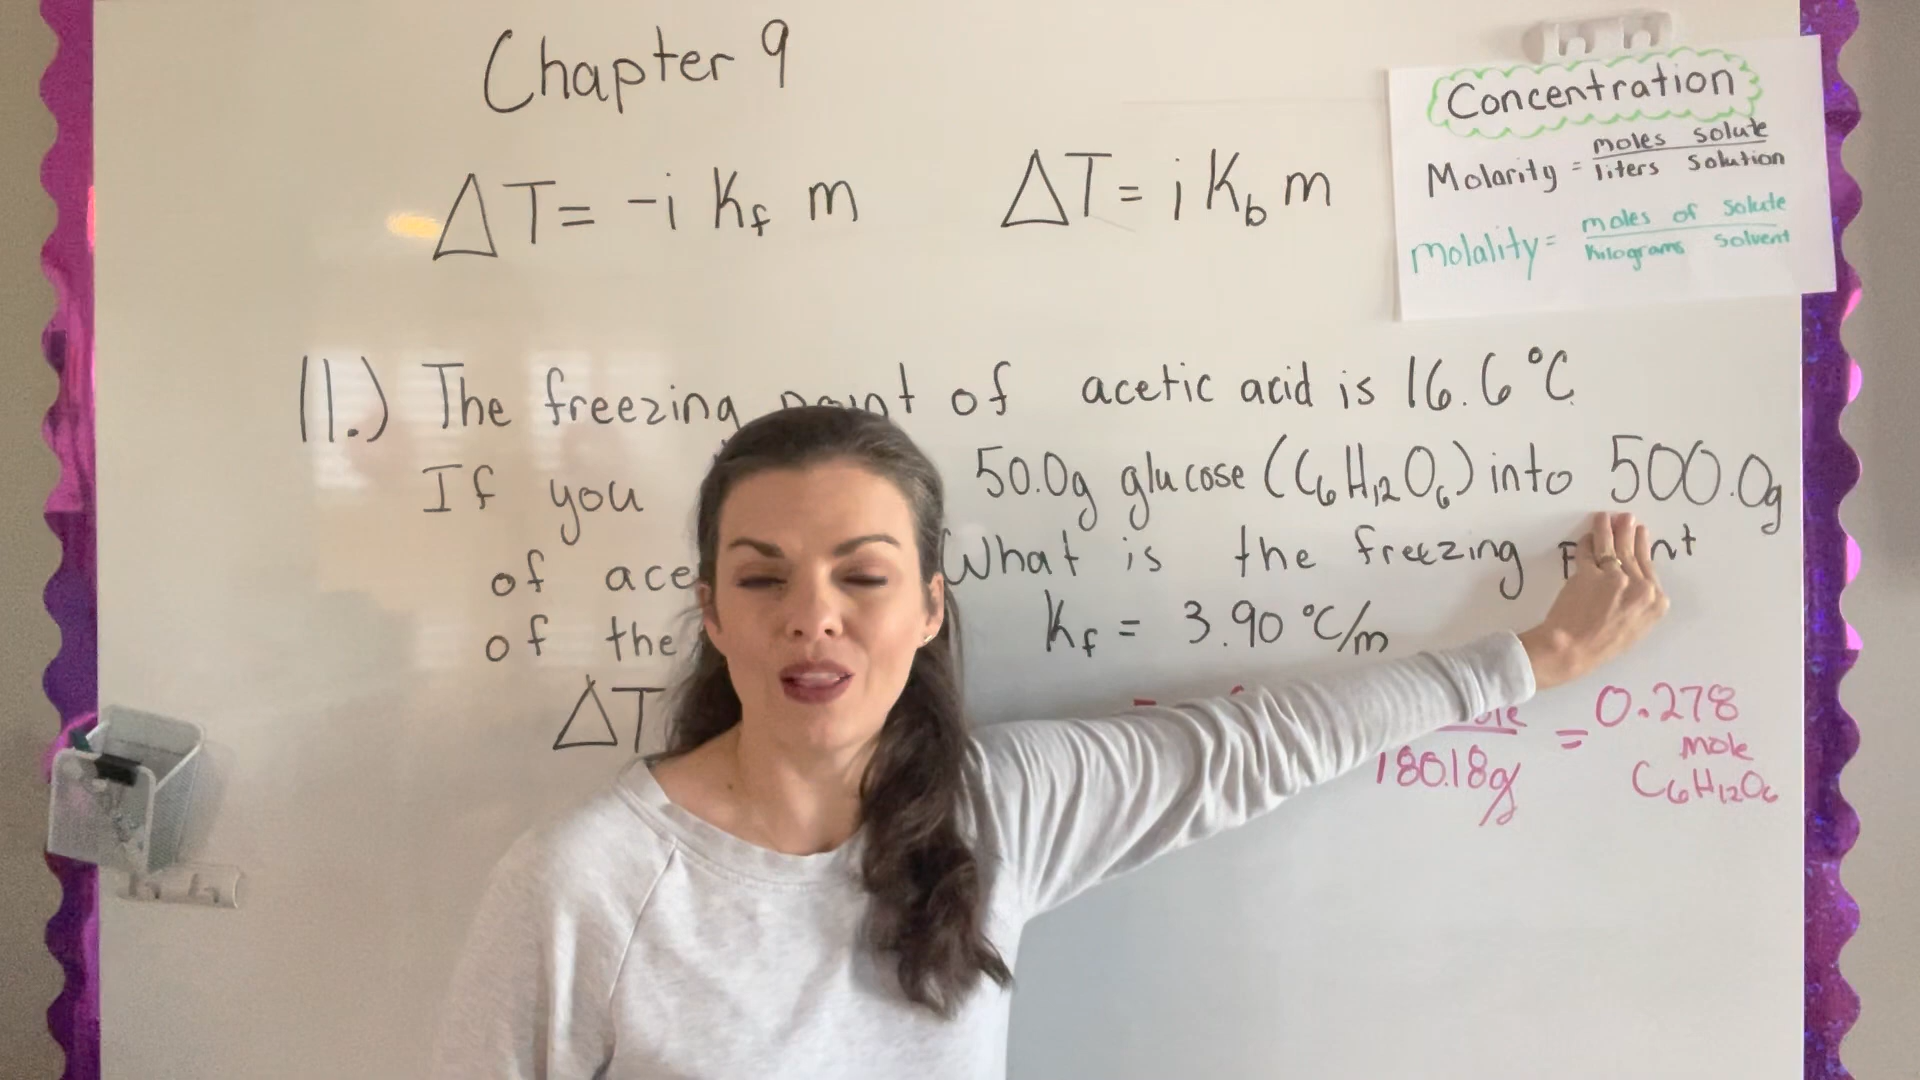 Chapter 9
ΔT = -i Kf m
ΔT = i Kb m
Concentration
Molarity = moles solute / liters solution
Molality = moles of solute / kilograms solvent
11.) The freezing point of acetic acid is 16.6 °C
If you 50.0g glucose (C6H12O6) into 500.0g
of ace What is the freezing
of the Kf = 3.90 °C/m
ΔT
180.18g = 0.278 mole C6H12O6